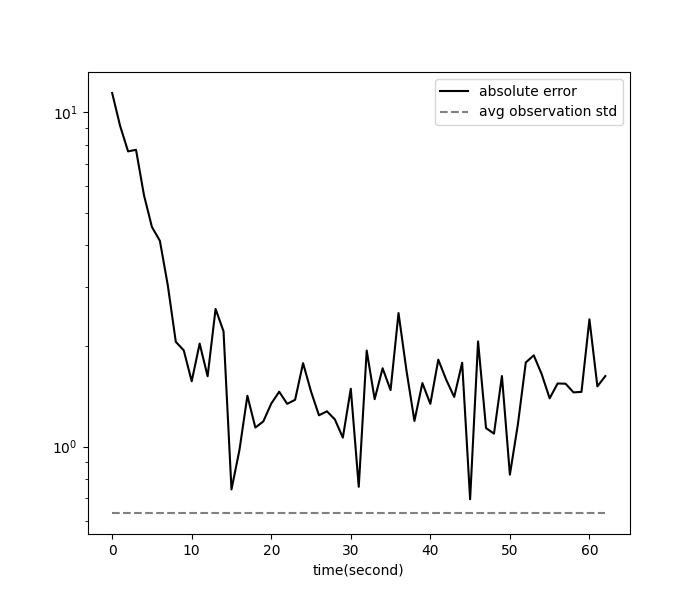 absolute error
avg observation std
10¹
10⁰
0 10 20 30 40 50 60
time(second)